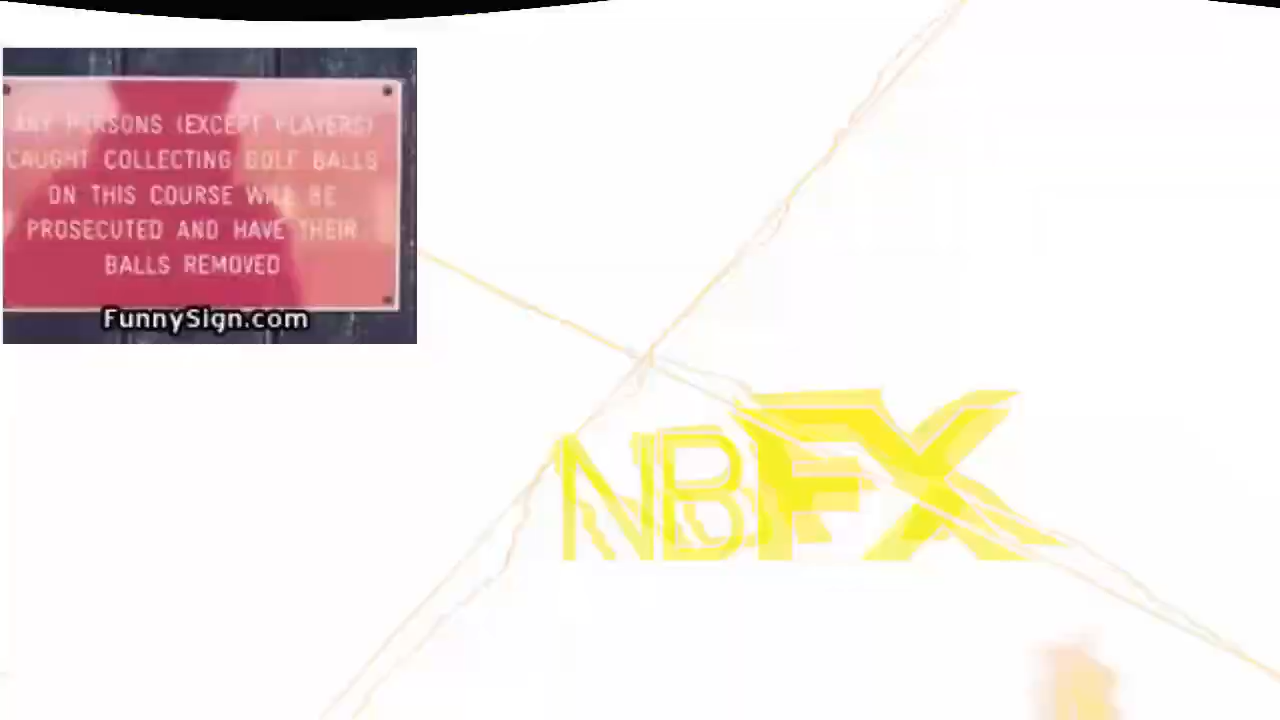 ANY PERSONS (EXCEPT PLAYERS)
CAUGHT COLLECTING GOLF BALLS
ON THIS COURSE WILL BE
PROSECUTED AND HAVE THEIR
BALLS REMOVED
FunnySign.com
NBFX